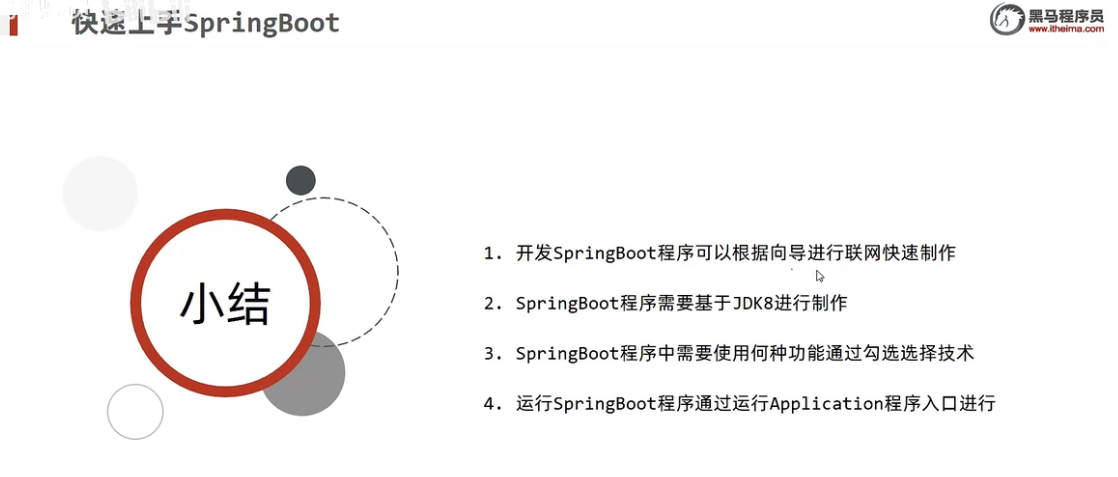 快速上手SpringBoot
黑马程序员
www.itheima.com
小结
1. 开发SpringBoot程序可以根据向导进行联网快速制作
2. SpringBoot程序需要基于JDK8进行制作
3. SpringBoot程序中需要使用何种功能通过勾选选择技术
4. 运行SpringBoot程序通过运行Application程序入口进行